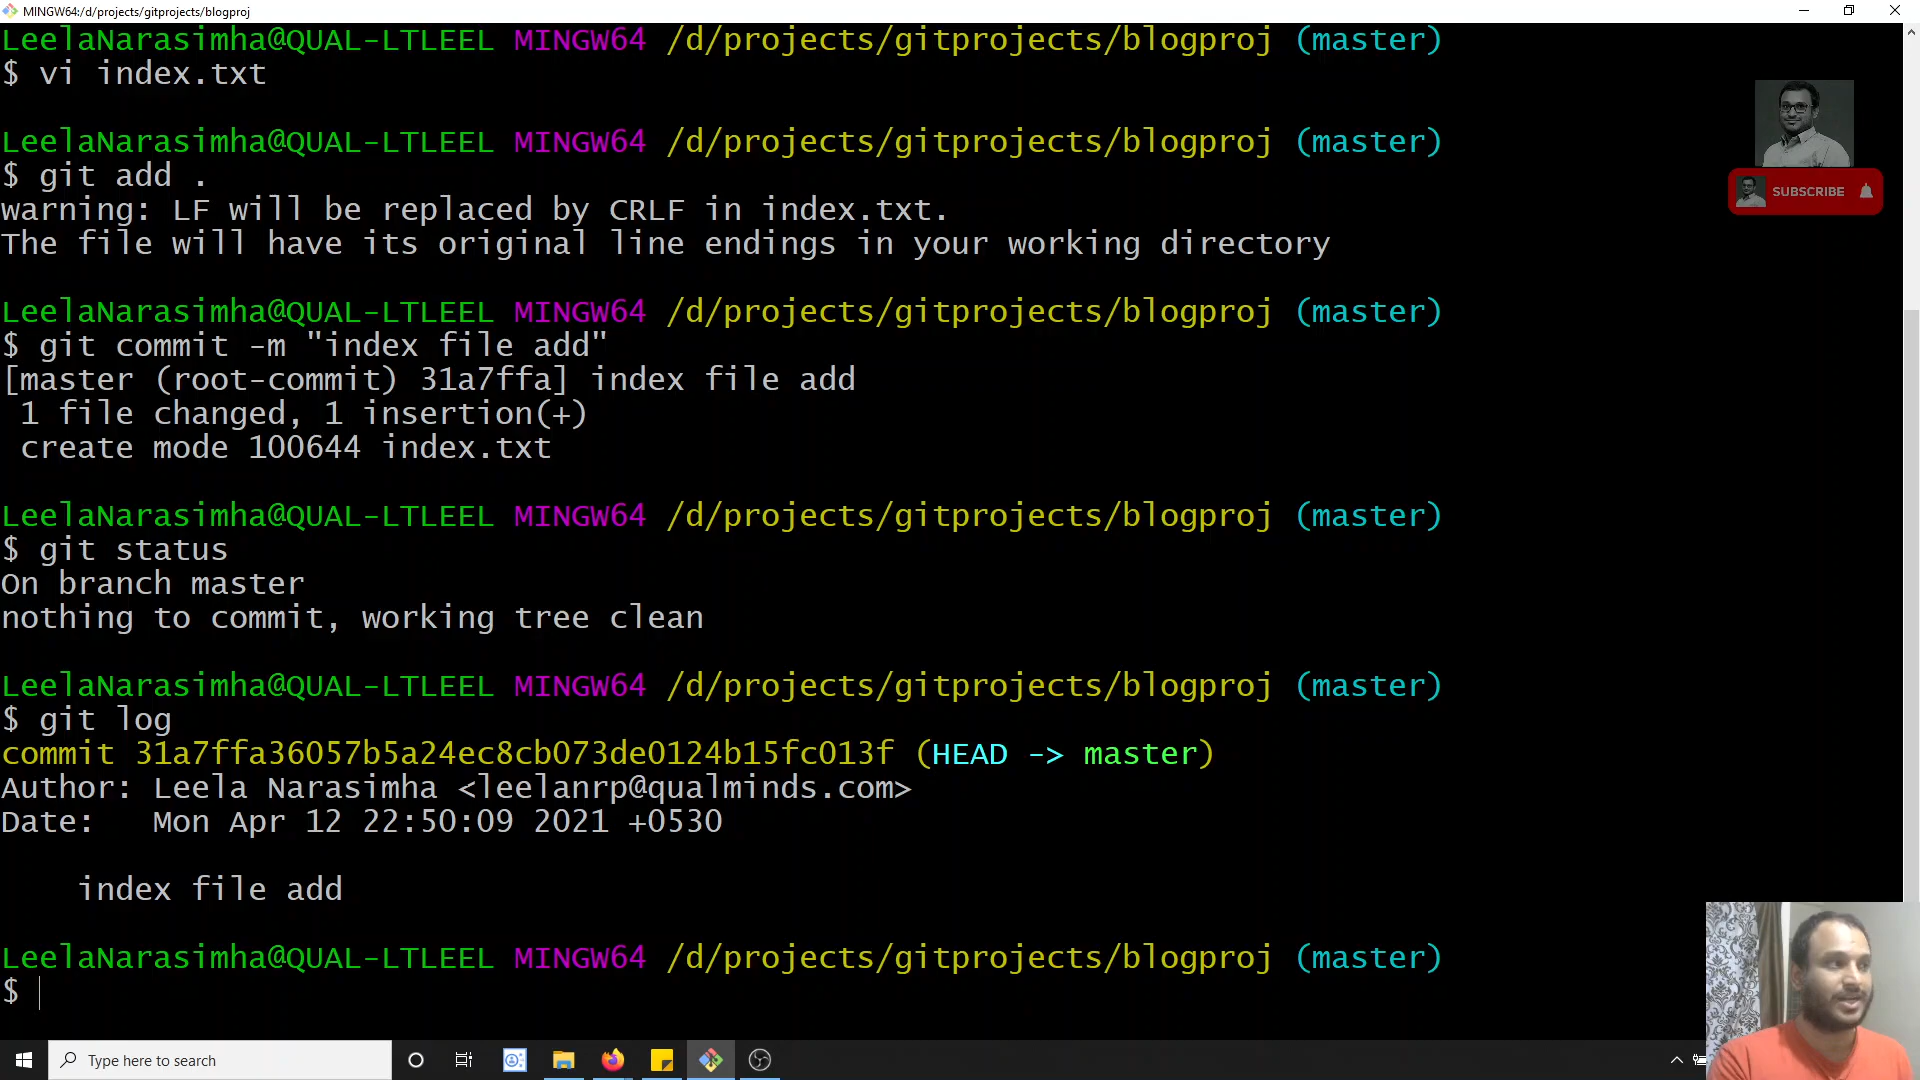 MINGW64:/d/projects/gitprojects/blogproj
LeelaNarasimha@QUAL-LTLEEL MINGW64 /d/projects/gitprojects/blogproj (master)
$ vi index.txt
LeelaNarasimha@QUAL-LTLEEL MINGW64 /d/projects/gitprojects/blogproj (master)
$ git add .
warning: LF will be replaced by CRLF in index.txt.
The file will have its original line endings in your working directory
LeelaNarasimha@QUAL-LTLEEL MINGW64 /d/projects/gitprojects/blogproj (master)
$ git commit -m "index file add"
[master (root-commit) 31a7ffa] index file add
 1 file changed, 1 insertion(+)
 create mode 100644 index.txt
LeelaNarasimha@QUAL-LTLEEL MINGW64 /d/projects/gitprojects/blogproj (master)
$ git status
On branch master
nothing to commit, working tree clean
LeelaNarasimha@QUAL-LTLEEL MINGW64 /d/projects/gitprojects/blogproj (master)
$ git log
commit 31a7ffa36057b5a24ec8cb073de0124b15fc013f (HEAD -> master)
Author: Leela Narasimha <leelanrp@qualminds.com>
Date:   Mon Apr 12 22:50:09 2021 +0530
    index file add
LeelaNarasimha@QUAL-LTLEEL MINGW64 /d/projects/gitprojects/blogproj (master)
$
SUBSCRIBE
Type here to search